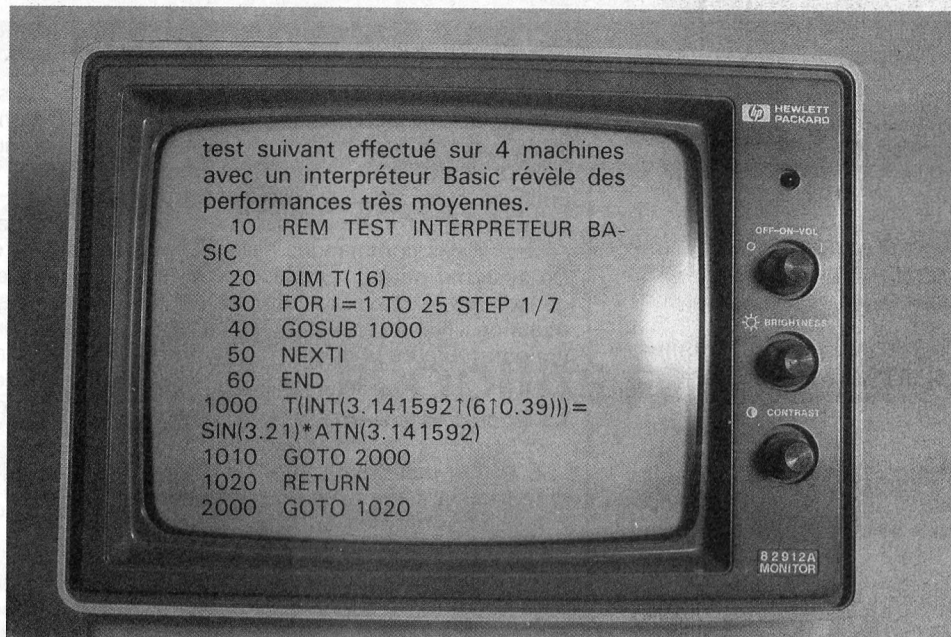 test suivant effectué sur 4 machines
avec un interpréteur Basic révèle des
performances très moyennes.
10 REM TEST INTERPRETEUR BA-
SIC
20 DIM T(16)
30 FOR I=1 TO 25 STEP 1/7
40 GOSUB 1000
50 NEXTI
60 END
1000 T(INT(3.141592↑(6↑0.39)))=
SIN(3.21)*ATN(3.141592)
1010 GOTO 2000
1020 RETURN
2000 GOTO 1020
hp HEWLETT
PACKARD
OFF-ON-VOL
BRIGHTNESS
CONTRAST
82912A
MONITOR